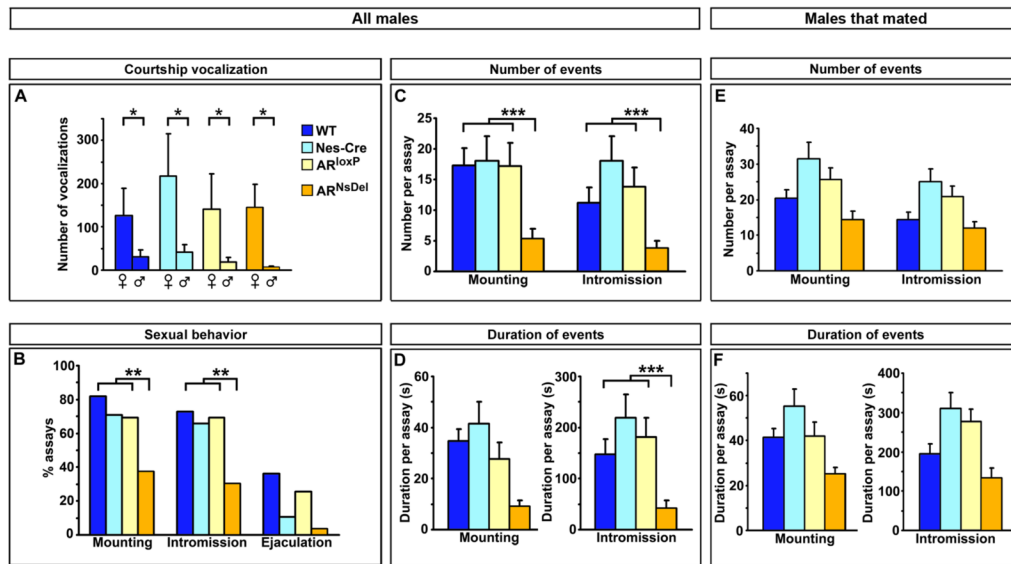 All males
Males that mated
Courtship vocalization
Number of events
Number of events
A
Number of vocalizations
300
200
100
0
* * * *
♀ ♂ ♀ ♂ ♀ ♂ ♀ ♂
WT
Nes-Cre
ARloxP
ARNsDel
C
Number per assay
25
20
15
10
5
0
*** ***
Mounting Intromission
E
Number per assay
40
30
20
10
0
Mounting Intromission
Sexual behavior
Duration of events
Duration of events
B
% assays
100
80
60
40
20
0
** **
Mounting Intromission Ejaculation
D
Duration per assay (s)
60
40
20
0
Mounting
Duration per assay (s)
300
200
100
0
***
Intromission
F
Duration per assay (s)
80
60
40
20
0
Mounting
Duration per assay (s)
400
300
200
100
0
Intromission